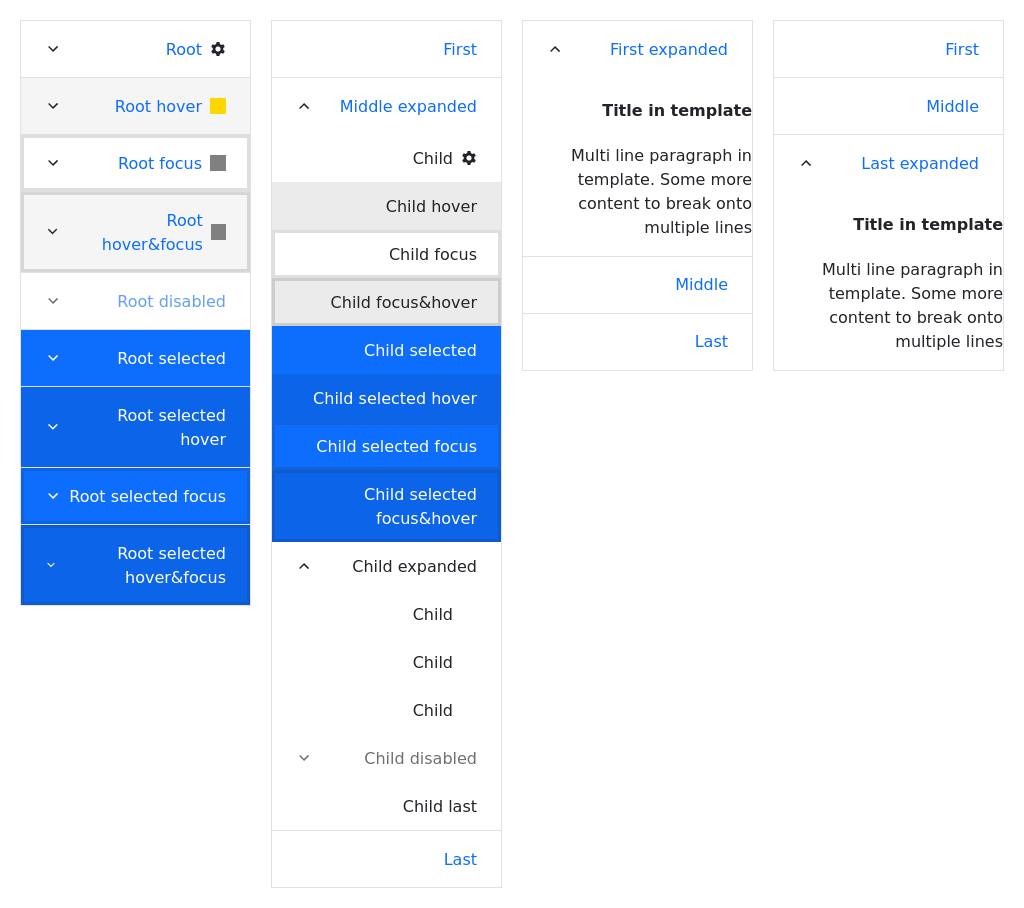 Root
Root hover
Root focus
Root
hover&focus
Root disabled
Root selected
Root selected
hover
Root selected focus
Root selected
hover&focus
First
Middle expanded
Child
Child hover
Child focus
Child focus&hover
Child selected
Child selected hover
Child selected focus
Child selected
focus&hover
Child expanded
Child
Child
Child
Child disabled
Child last
Last
First expanded
Title in template
Multi line paragraph in
template. Some more
content to break onto
multiple lines
Middle
Last
First
Middle
Last expanded
Title in template
Multi line paragraph in
template. Some more
content to break onto
multiple lines